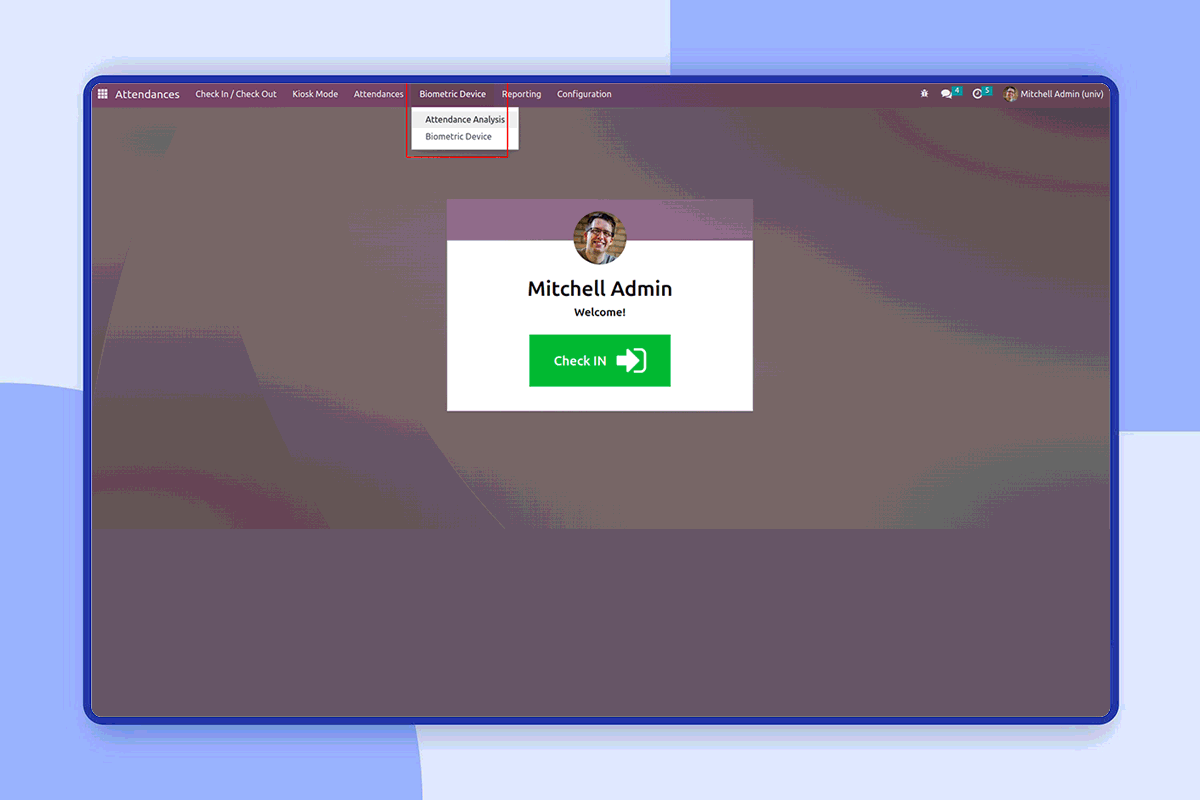 Attendances Check In / Check Out Kiosk Mode Attendances Biometric Device Reporting Configuration 4 5 Mitchell Admin (univ)
Attendance Analysis
Biometric Device
Mitchell Admin
Welcome!
Check IN